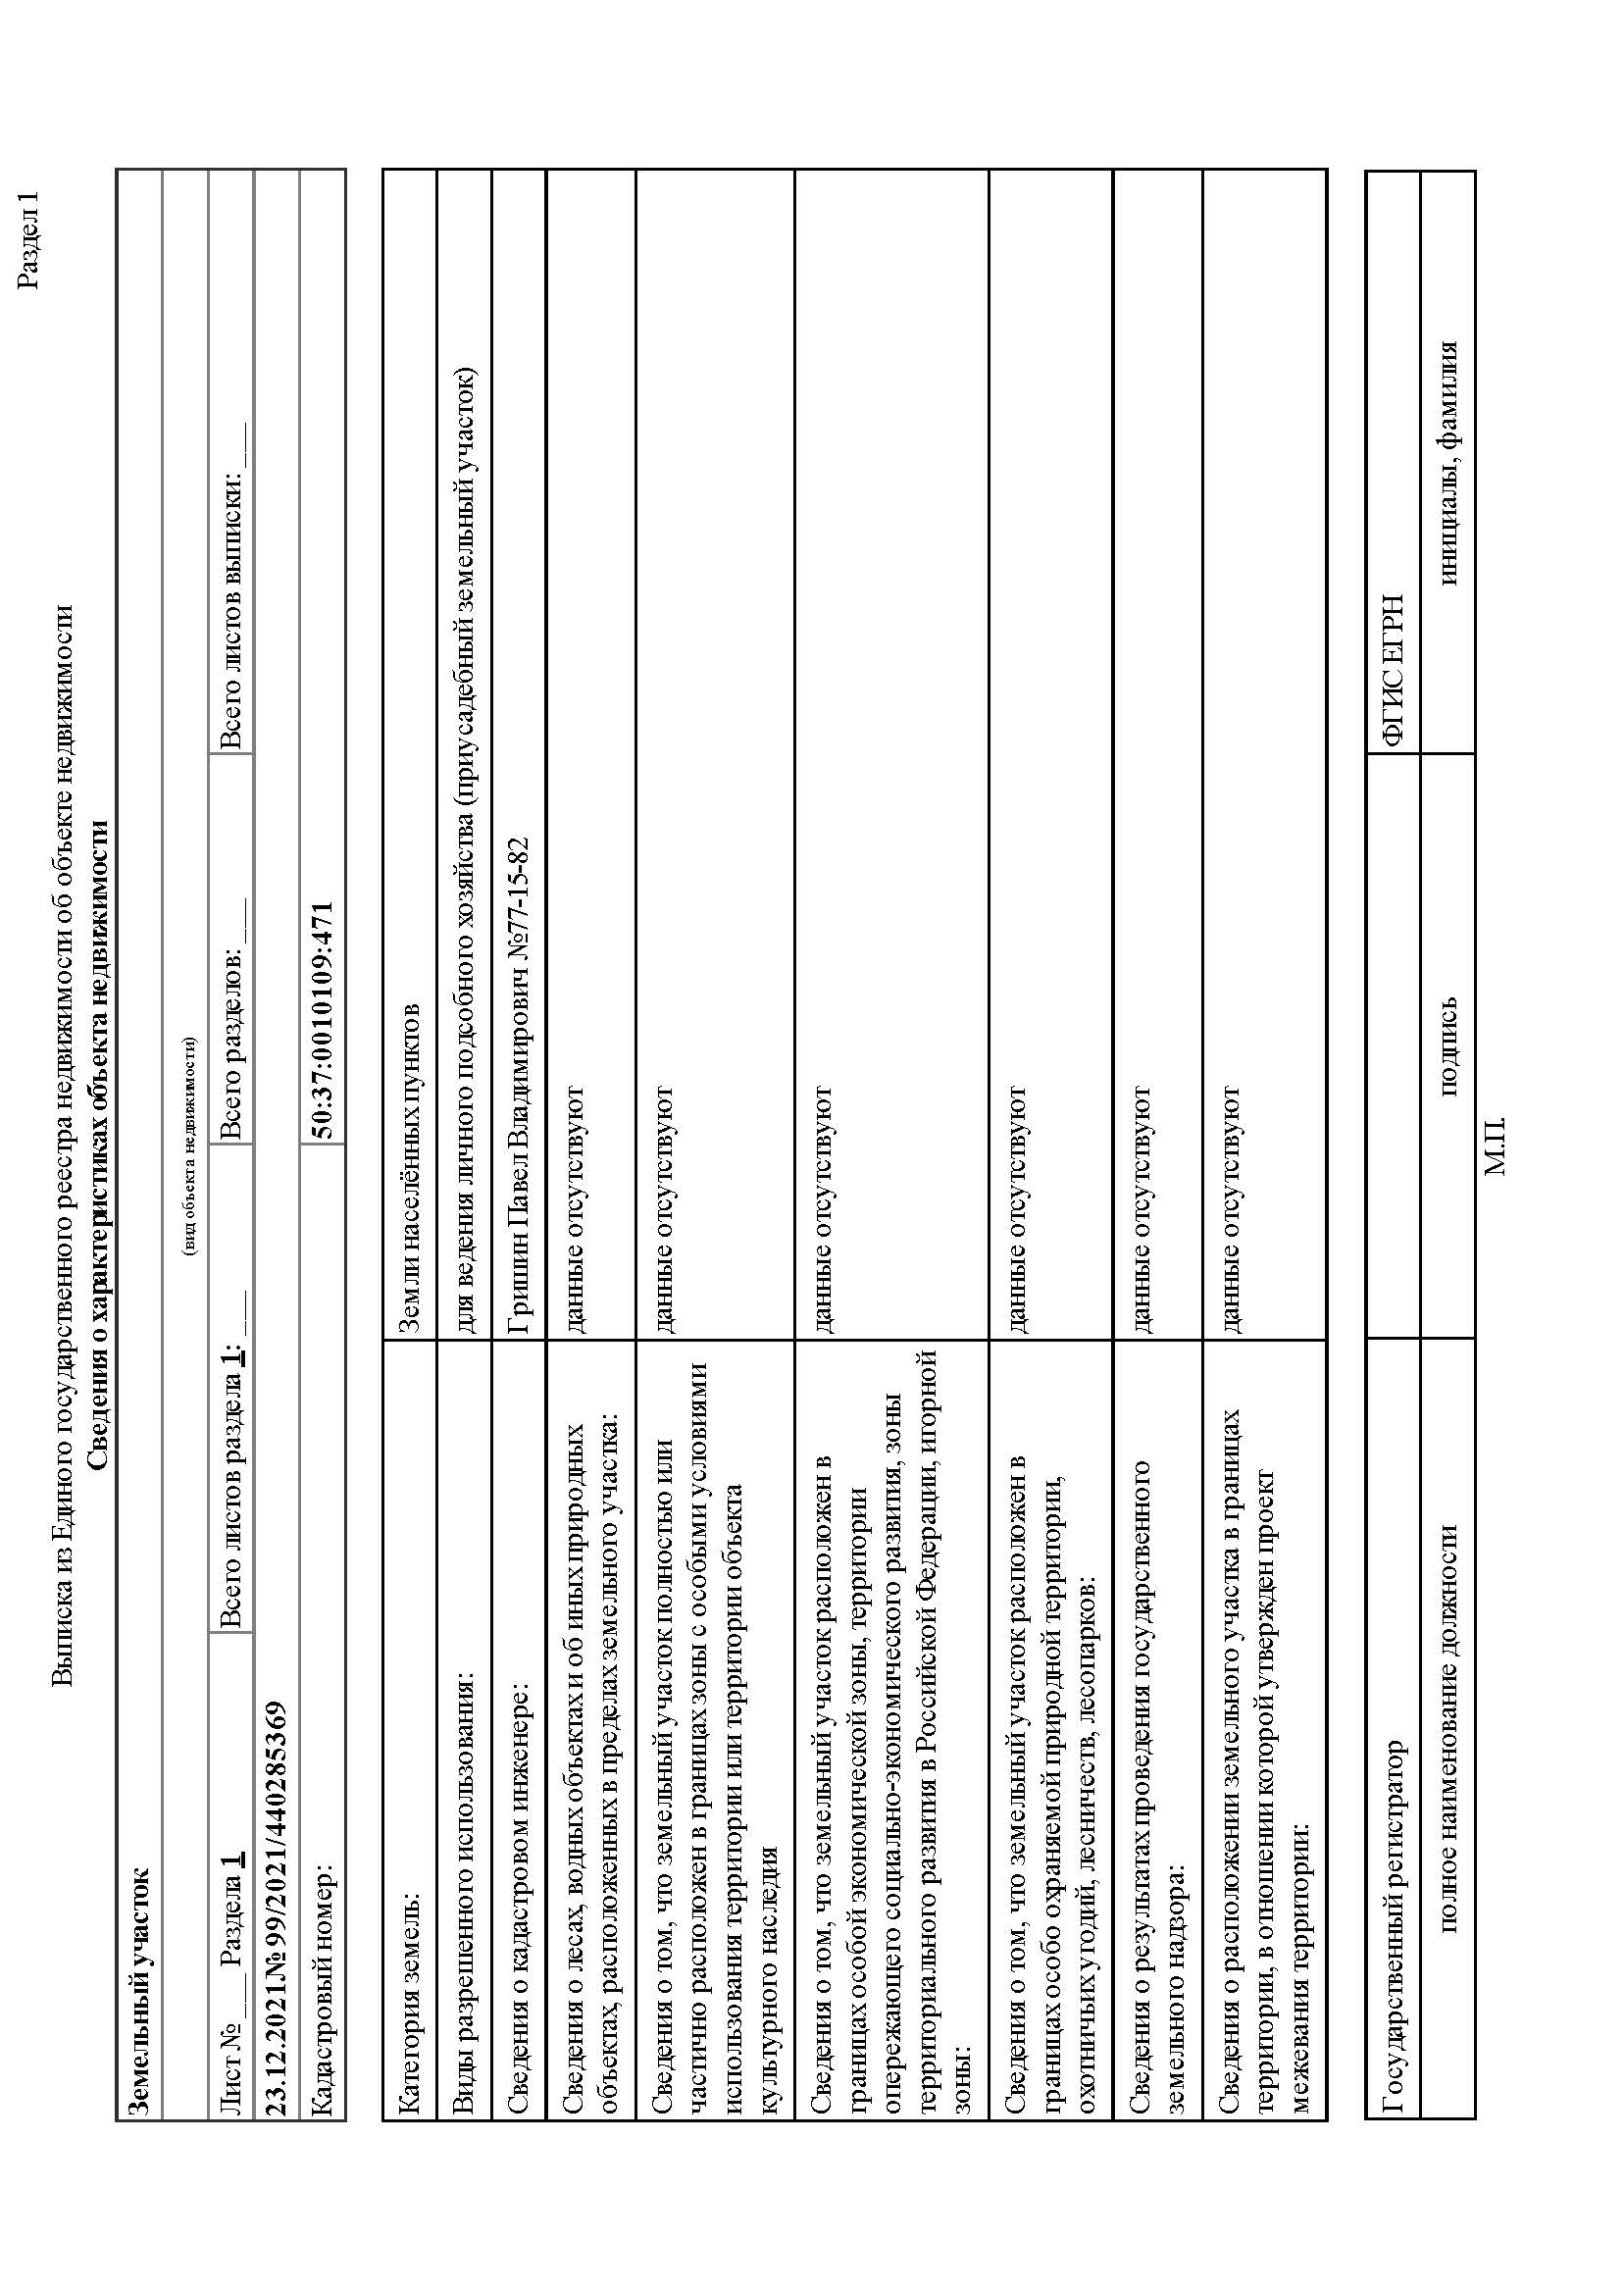 Раздел 1
Выписка из Единого государственного реестра недвижимости об объекте недвижимости
Сведения о характеристиках объекта недвижимости
Земельный участок
(вид объекта недвижимости)
Лист № ___ Раздела 1 Всего листов раздела 1: ___ Всего разделов: ___ Всего листов выписки: ___
23.12.2021 № 99/2021/440285369
Кадастровый номер: 50:37:0010109:471
Категория земель: Земли населённых пунктов
Виды разрешенного использования: для ведения личного подсобного хозяйства (приусадебный земельный участок)
Сведения о кадастровом инженере: Гришин Павел Владимирович №77-15-82
Сведения о лесах, водных объектах и об иных природных данные отсутствуют
объектах, расположенных в пределах земельного участка:
Сведения о том, что земельный участок полностью или данные отсутствуют
частично расположен в границах зоны с особыми условиями
использования территории или территории объекта
культурного наследия
Сведения о том, что земельный участок расположен в данные отсутствуют
границах особой экономической зоны, территории
опережающего социально-экономического развития, зоны
территориального развития в Российской Федерации, игорной
зоны:
Сведения о том, что земельный участок расположен в данные отсутствуют
границах особо охраняемой природной территории,
охотничьих угодий, лесничеств, лесопарков:
Сведения о результатах проведения государственного данные отсутствуют
земельного надзора:
Сведения о расположении земельного участка в границах данные отсутствуют
территории, в отношении которой утвержден проект
межевания территории:
Государственный регистратор ФГИС ЕГРН
полное наименование должности подпись инициалы, фамилия
М.П.